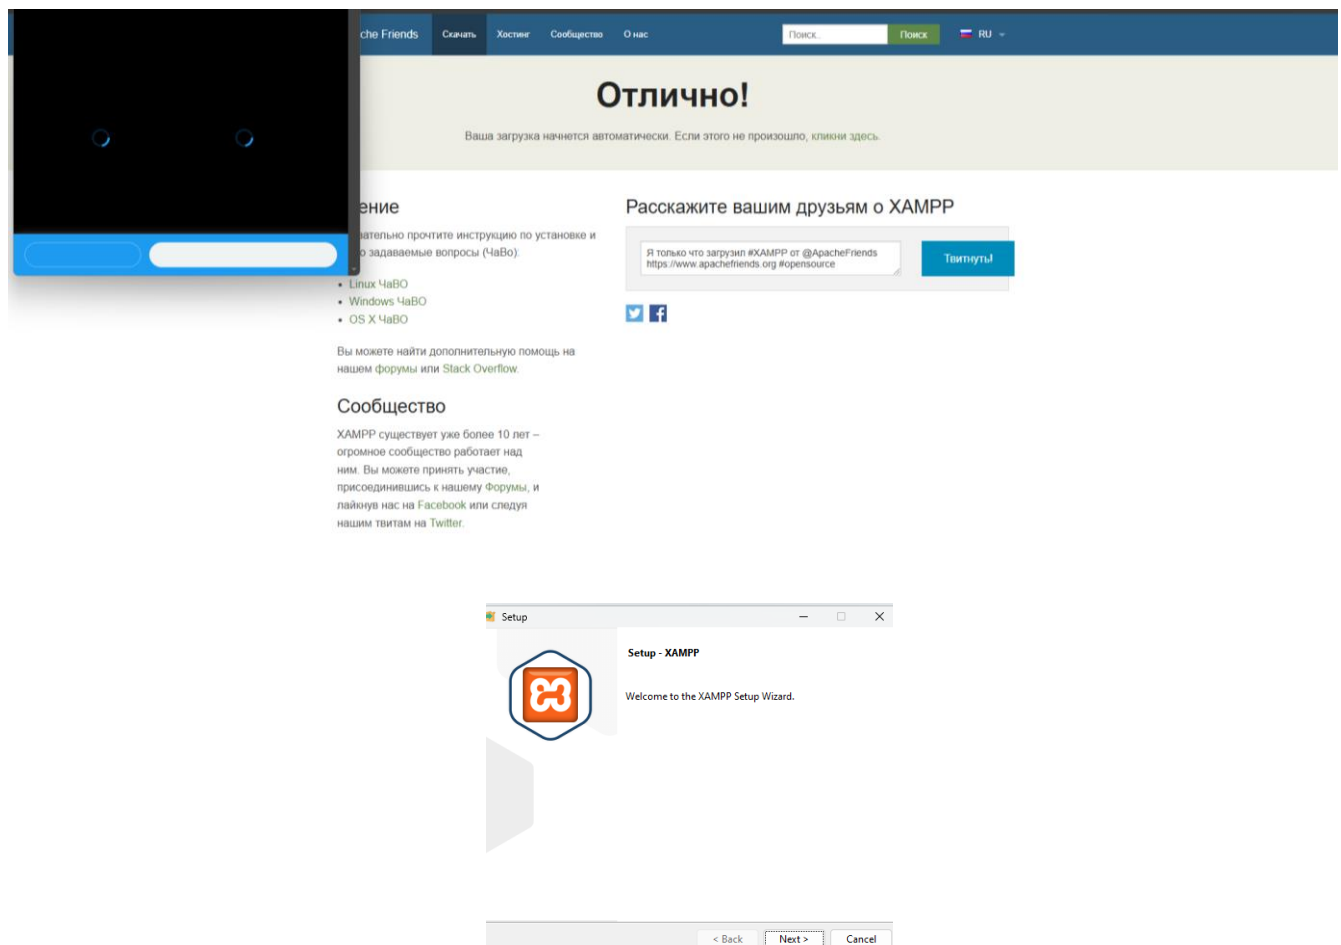 che Friends
Скачать
Хостинг
Сообщество
О нас
Поиск..
Поиск
RU
Отлично!
Ваша загрузка начнется автоматически. Если этого не произошло, кликни здесь.
ение
ательно прочтите инструкцию по установке и
о задаваемые вопросы (ЧаВо):
Linux ЧаВО
Windows ЧаВО
OS X ЧаВО
Вы можете найти дополнительную помощь на
нашем форумы или Stack Overflow.
Сообщество
XAMPP существует уже более 10 лет –
огромное сообщество работает над
ним. Вы можете принять участие,
присоединившись к нашему Форумы, и
лайкнув нас на Facebook или следуя
нашим твитам на Twitter.
Расскажите вашим друзьям о XAMPP
Я только что загрузил #XAMPP от @ApacheFriends
https://www.apachefriends.org #opensource
Твитнуть!
Setup
Setup - XAMPP
Welcome to the XAMPP Setup Wizard.
< Back
Next >
Cancel